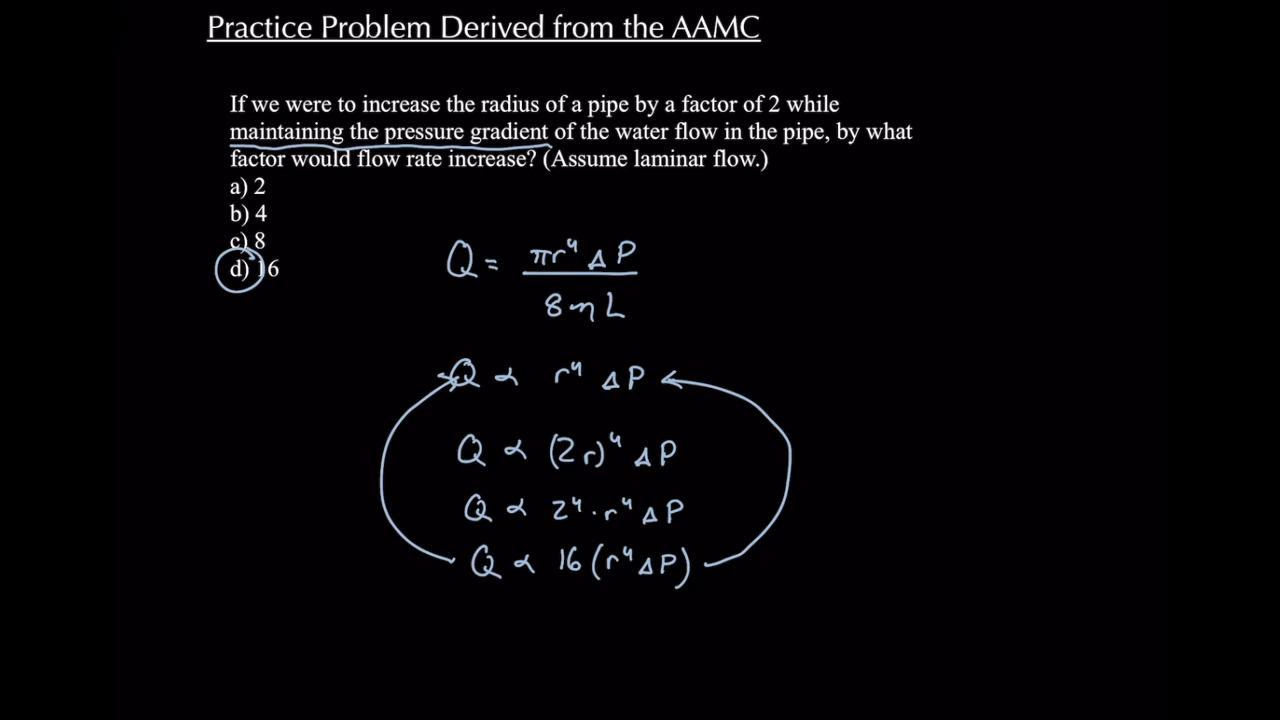 Practice Problem Derived from the AAMC
If we were to increase the radius of a pipe by a factor of 2 while
maintaining the pressure gradient of the water flow in the pipe, by what
factor would flow rate increase? (Assume laminar flow.)
a) 2
b) 4
c) 8
d) 16
Q = πr⁴ΔP / 8ηL
Q ∝ r⁴ ΔP
Q ∝ (2r)⁴ ΔP
Q ∝ 2⁴ · r⁴ ΔP
Q ∝ 16 (r⁴ ΔP)